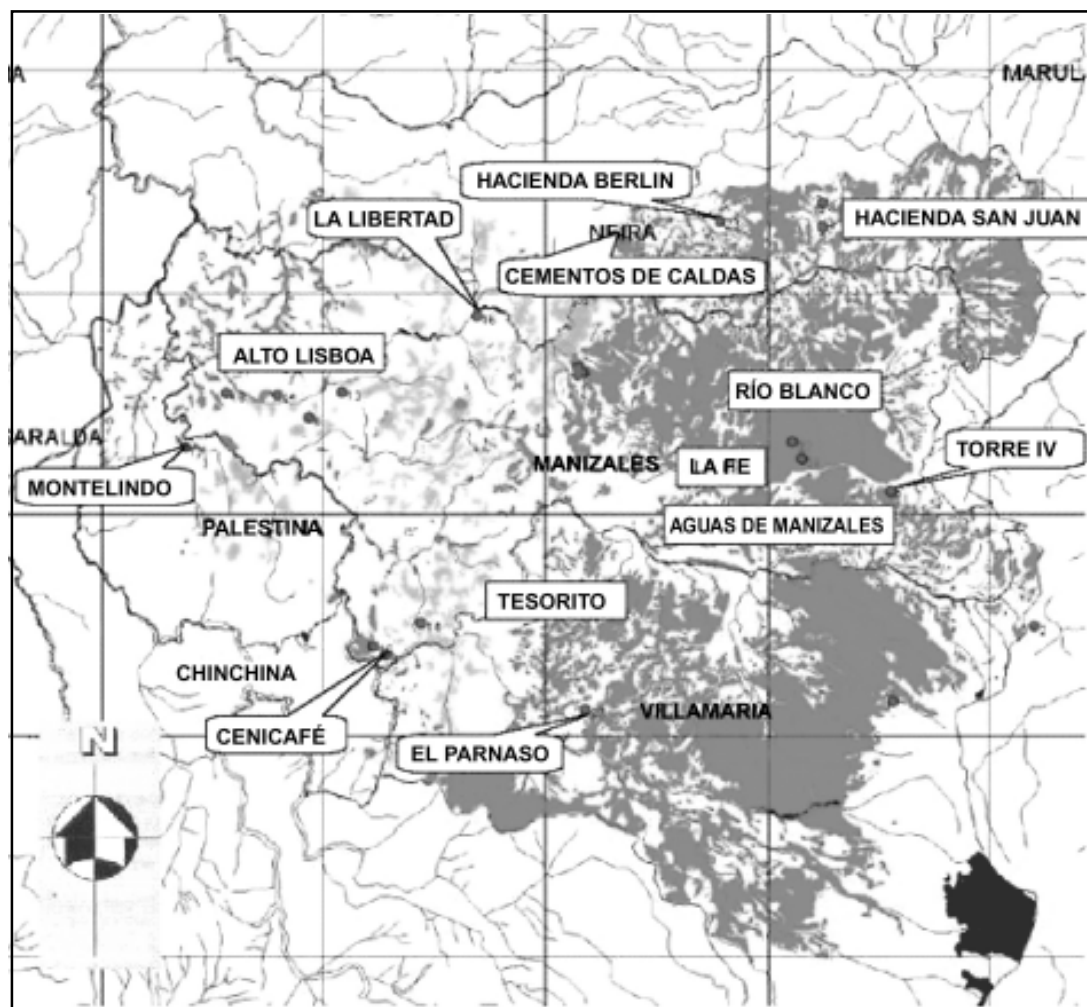 MARUL
HACIENDA BERLIN
LA LIBERTAD
NEIRA
HACIENDA SAN JUAN
CEMENTOS DE CALDAS
ALTO LISBOA
RÍO BLANCO
ARALDA
MANIZALES
LA FE
TORRE IV
MONTELINDO
PALESTINA
AGUAS DE MANIZALES
TESORITO
CHINCHINA
VILLAMARIA
CENICAFÉ
EL PARNASO
N